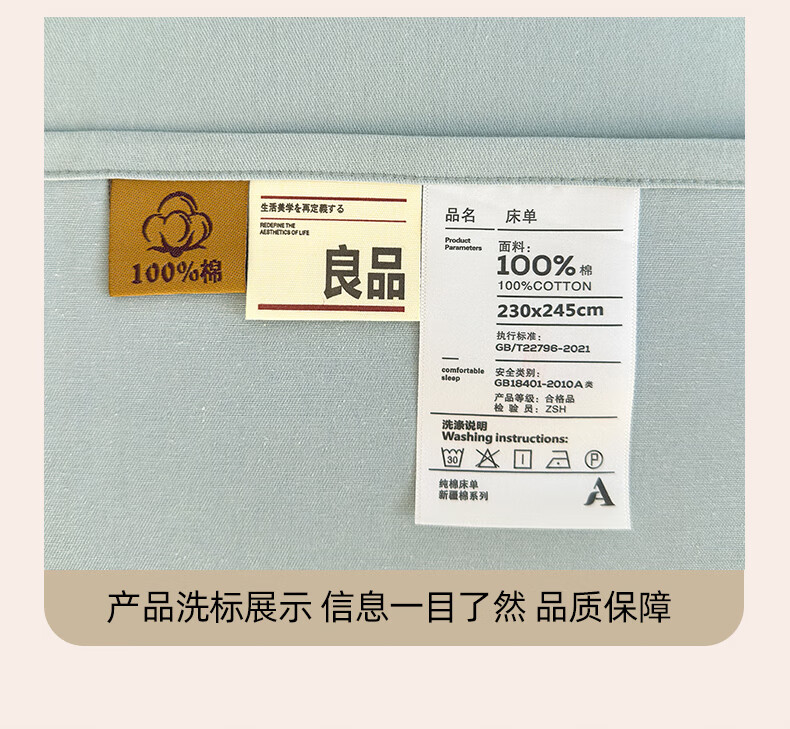 100%棉
生活美学を再定義する
REDEFINE THE
AESTHETICS OF LIFE
良品
品名 床单
Product
Parameters
面料:
100%棉
100%COTTON
230x245cm
执行标准:
GB/T22796-2021
comfortable
sleep
安全类别:
GB18401-2010A类
产品等级: 合格品
检 验 员: ZSH
洗涤说明
Washing instructions:
30
P
纯棉床单
新疆棉系列
A
产品洗标展示 信息一目了然 品质保障